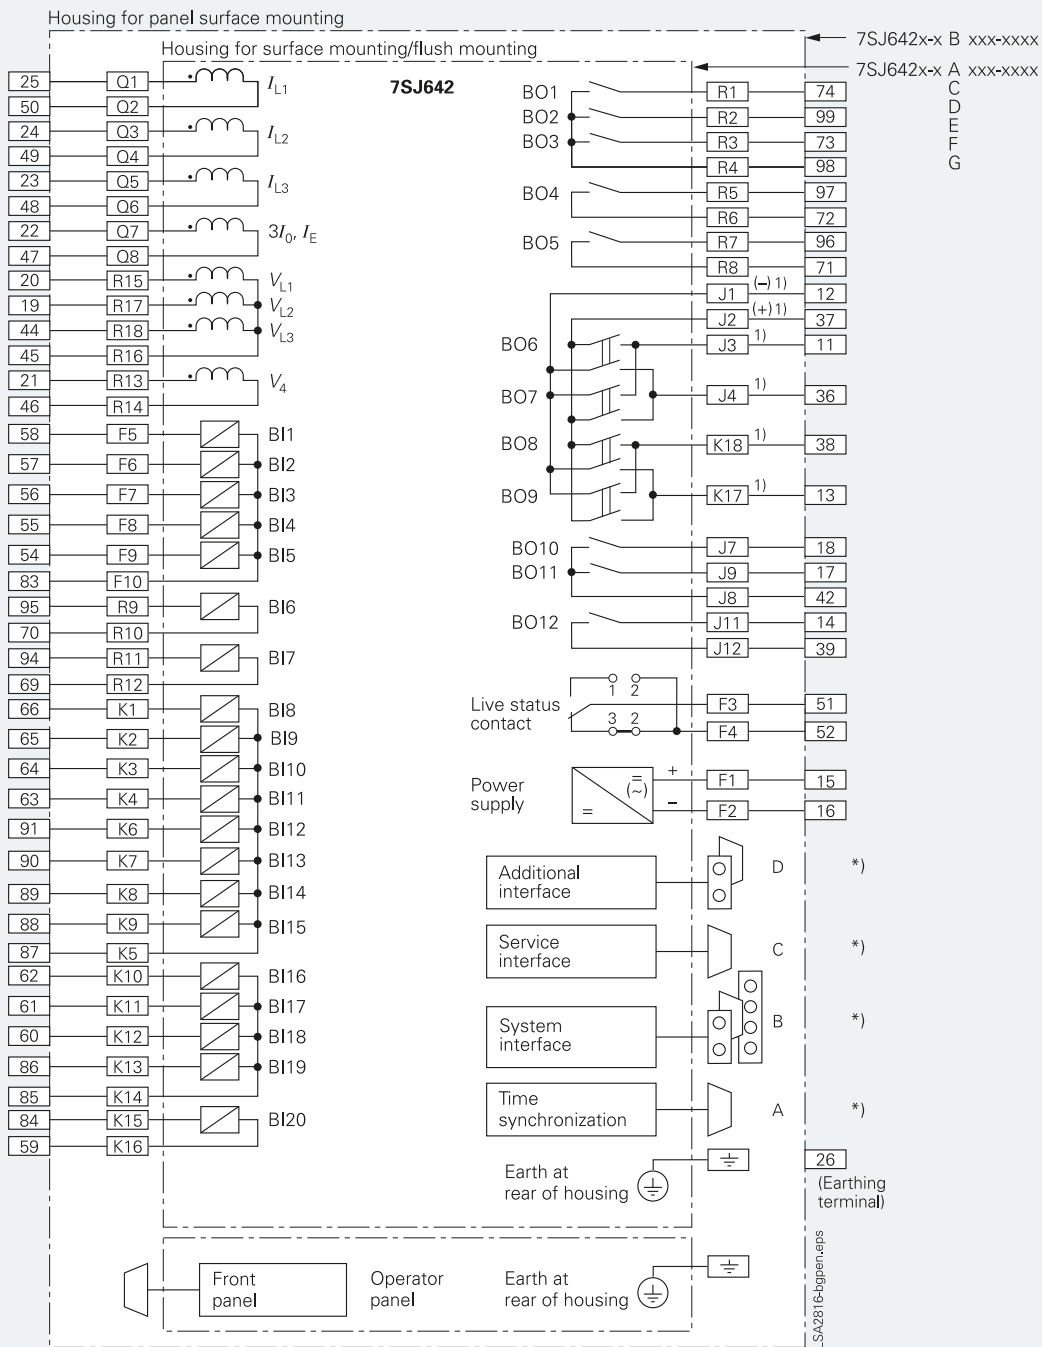 Housing for panel surface mounting
Housing for surface mounting/flush mounting
7SJ642x-x B xxx-xxxx
7SJ642x-x A xxx-xxxx
C
D
E
F
G
7SJ642
25 Q1 IL1
50 Q2
24 Q3 IL2
49 Q4
23 Q5 IL3
48 Q6
22 Q7 3I0, IE
47 Q8
20 R15 VL1
19 R17 VL2
44 R18 VL3
45 R16
21 R13 V4
46 R14
58 F5 BI1
57 F6 BI2
56 F7 BI3
55 F8 BI4
54 F9 BI5
83 F10
95 R9 BI6
70 R10
94 R11 BI7
69 R12
66 K1 BI8
65 K2 BI9
64 K3 BI10
63 K4 BI11
91 K6 BI12
90 K7 BI13
89 K8 BI14
88 K9 BI15
87 K5
62 K10 BI16
61 K11 BI17
60 K12 BI18
86 K13 BI19
85 K14
84 K15 BI20
59 K16
BO1 R1 74
BO2 R2 99
BO3 R3 73
R4 98
BO4 R5 97
R6 72
BO5 R7 96
R8 71
J1 (−) 1) 12
J2 (+) 1) 37
BO6 J3 1) 11
BO7 J4 1) 36
BO8 K18 1) 38
BO9 K17 1) 13
BO10 J7 18
BO11 J9 17
J8 42
BO12 J11 14
J12 39
1 2
Live status
contact
F3 51
3 2
F4 52
Power
supply
= (~)
=
+ F1 15
− F2 16
Additional
interface
D *)
Service
interface
C *)
System
interface
B *)
Time
synchronization
A *)
Earth at
rear of housing
26
(Earthing
terminal)
Front
panel
Operator
panel
Earth at
rear of housing
LSA2816-bgpen.eps